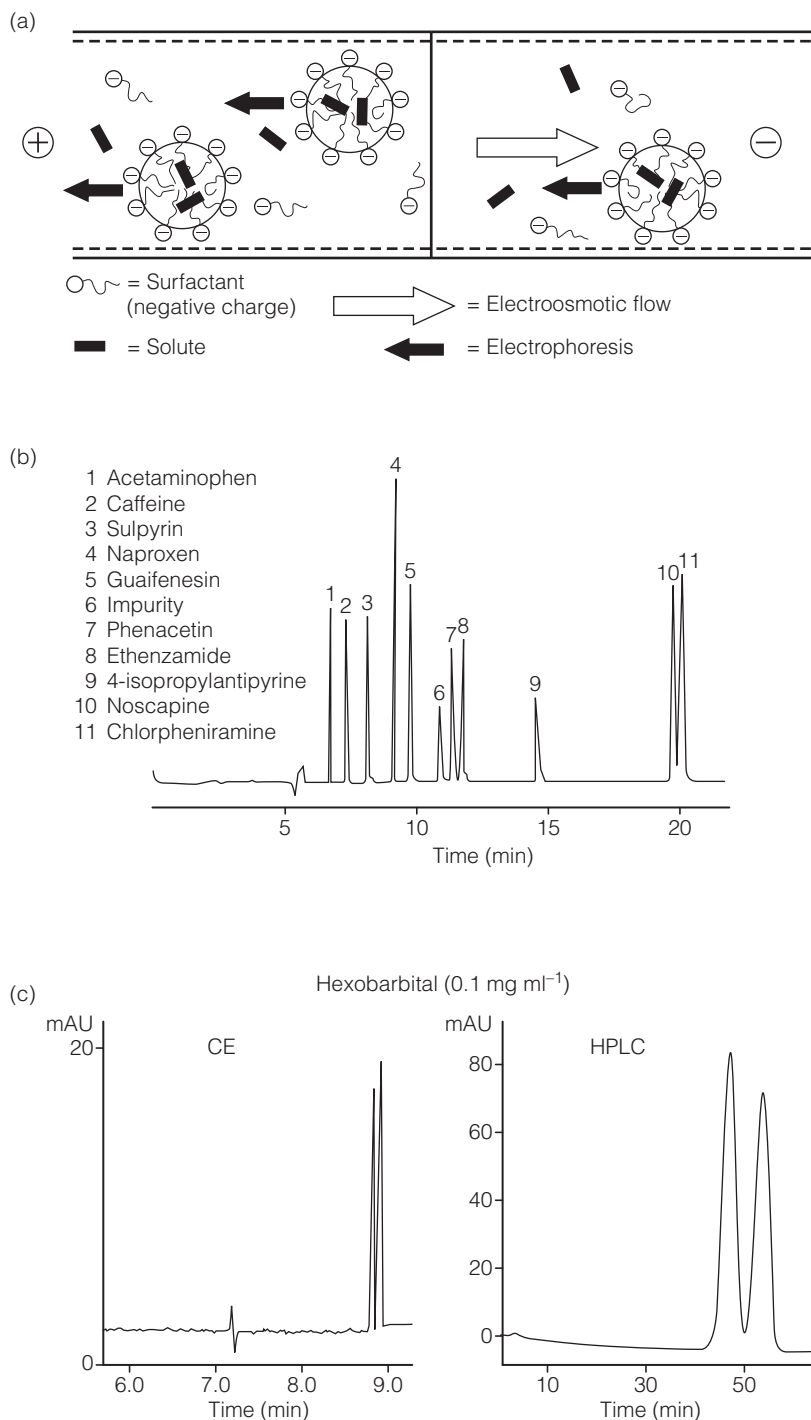 (a)
+
−
= Surfactant
(negative charge)
= Electroosmotic flow
= Solute
= Electrophoresis
(b)
1 Acetaminophen
2 Caffeine
3 Sulpyrin
4 Naproxen
5 Guaifenesin
6 Impurity
7 Phenacetin
8 Ethenzamide
9 4-isopropylantipyrine
10 Noscapine
11 Chlorpheniramine
1 2 3 4 5 6 7 8 9 10 11
5 10 15 20
Time (min)
(c)
Hexobarbital (0.1 mg ml⁻¹)
mAU
CE
20
0
6.0 7.0 8.0 9.0
Time (min)
mAU
HPLC
80
60
40
20
0
10 30 50
Time (min)